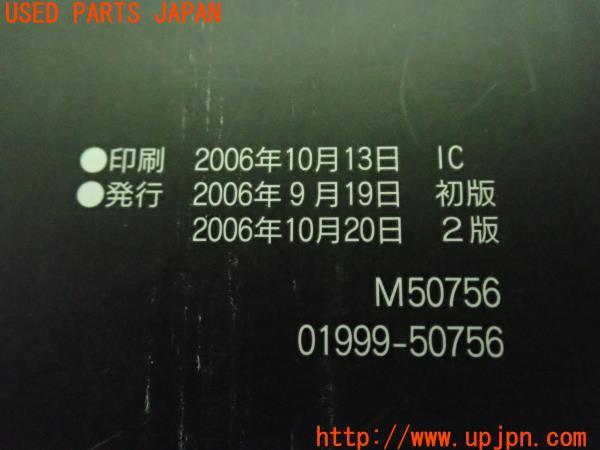 USED PARTS JAPAN
●印刷 2006年10月13日 IC
●発行 2006年9月19日 初版
2006年10月20日 2版
M50756
01999-50756
http://www.upjpn.com/